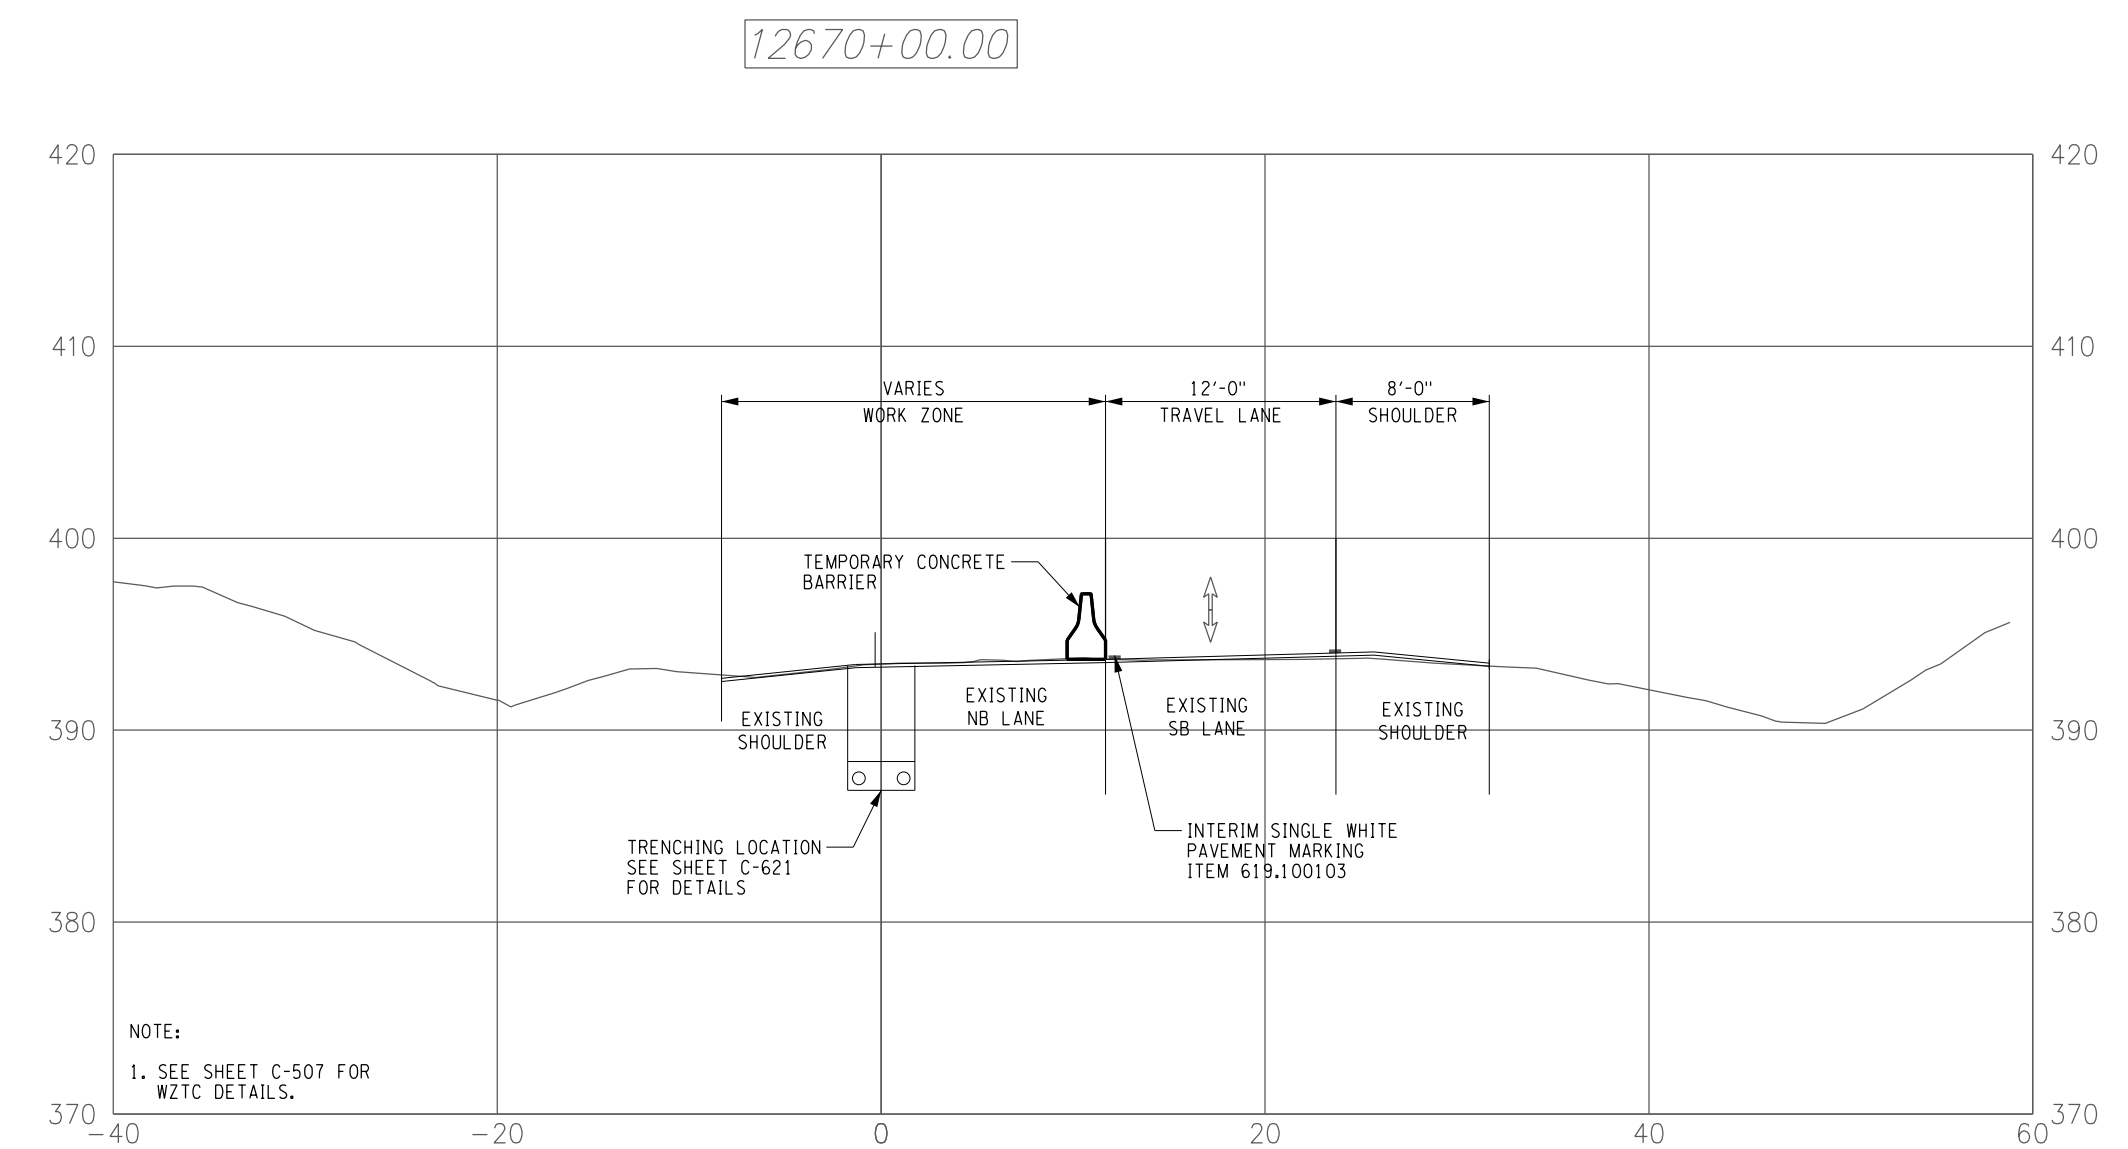 12670+00.00
420
420
410
410
VARIES
12'-0"
8'-0"
WORK ZONE
TRAVEL LANE
SHOULDER
400
400
TEMPORARY CONCRETE
BARRIER
EXISTING
NB LANE
EXISTING
SB LANE
EXISTING
SHOULDER
EXISTING
SHOULDER
390
390
INTERIM SINGLE WHITE
PAVEMENT MARKING
ITEM 619.100103
TRENCHING LOCATION
SEE SHEET C-621
FOR DETAILS
380
380
NOTE:
1. SEE SHEET C-507 FOR
WZTC DETAILS.
370
370
-40
-20
0
20
40
60